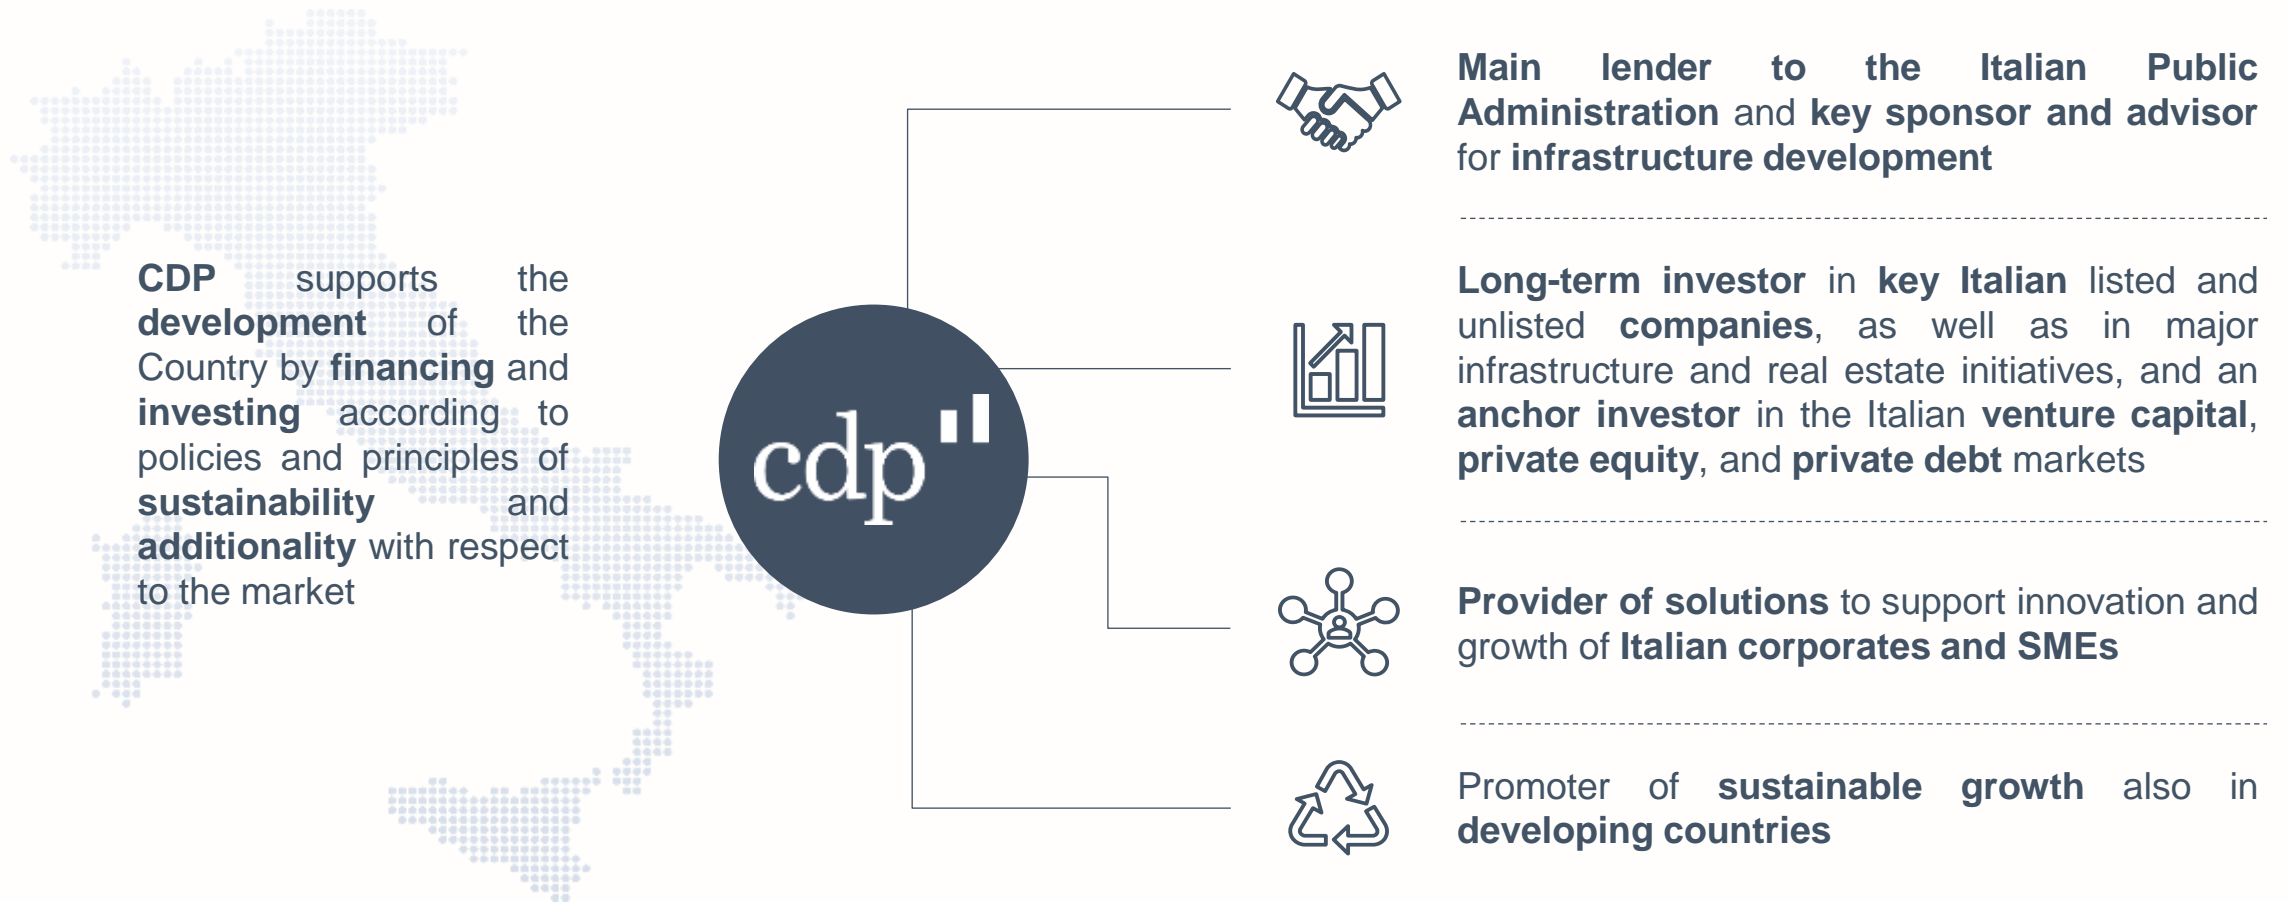 CDP supports the
development of the
Country by financing and
investing according to
policies and principles of
sustainability and
additionality with respect
to the market
cdp
Main lender to the Italian Public
Administration and key sponsor and advisor
for infrastructure development
Long-term investor in key Italian listed and
unlisted companies, as well as in major
infrastructure and real estate initiatives, and an
anchor investor in the Italian venture capital,
private equity, and private debt markets
Provider of solutions to support innovation and
growth of Italian corporates and SMEs
Promoter of sustainable growth also in
developing countries